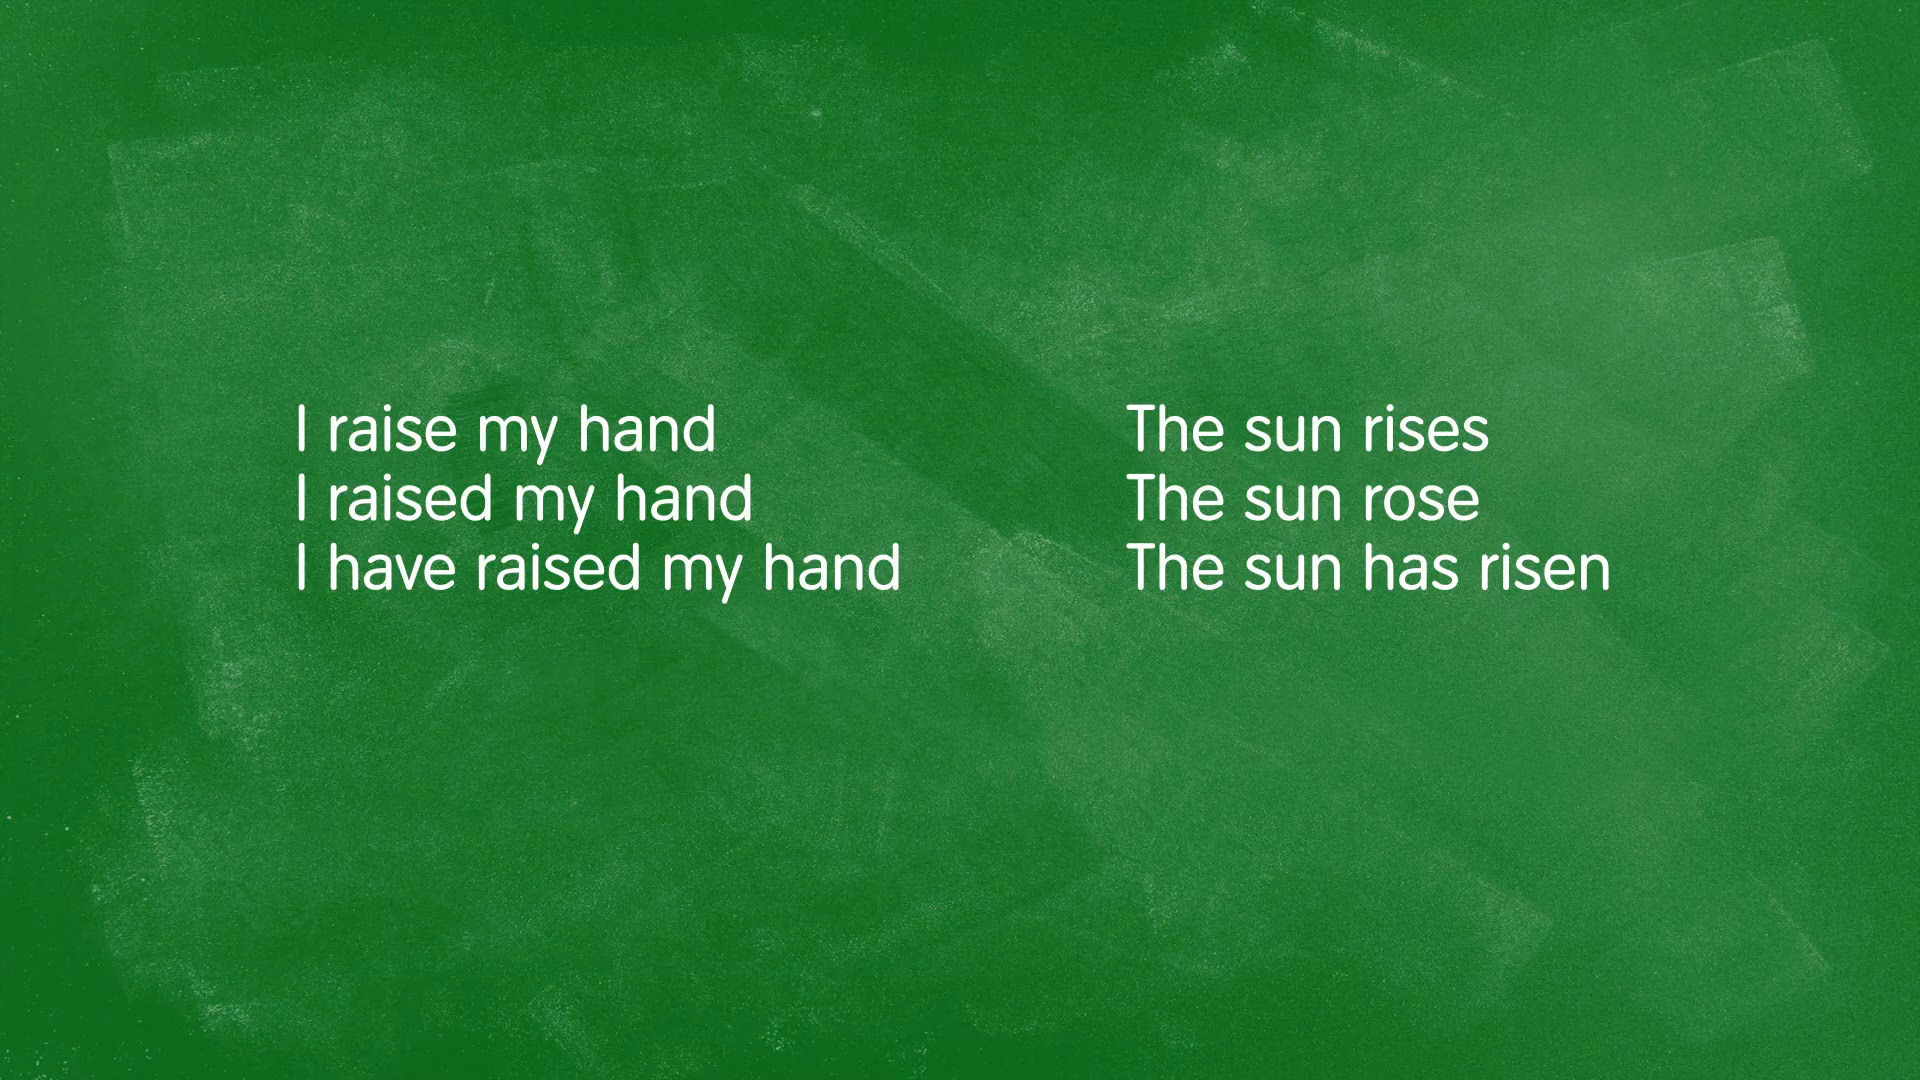 I raise my hand
I raised my hand
I have raised my hand
The sun rises
The sun rose
The sun has risen